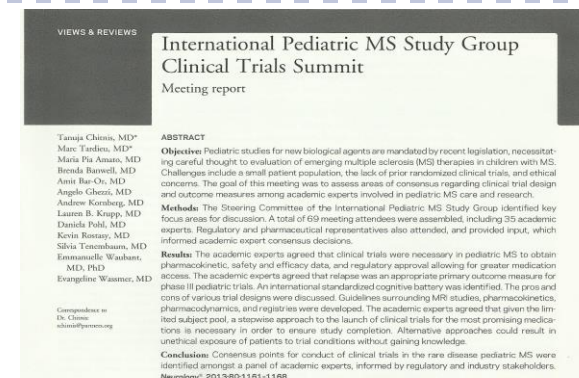 VIEWS & REVIEWS
International Pediatric MS Study Group
Clinical Trials Summit
Meeting report
Tanuja Chitnis, MD*
Marc Tardieu, MD*
Maria Pia Amato, MD
Brenda Banwell, MD
Amit Bar-Or, MD
Angelo Ghezzi, MD
Andrew Kornberg, MD
Lauren B. Krupp, MD
Daniela Pohl, MD
Kevin Rostasy, MD
Silvia Tenembaum, MD
Emmanuelle Waubant,
MD, PhD
Evangeline Wassmer, MD
Correspondence to
Dr. Chitnis:
tchitnis@partners.org
ABSTRACT
Objective: Pediatric studies for new biological agents are mandated by recent legislation, necessitat-
ing careful thought to evaluation of emerging multiple sclerosis (MS) therapies in children with MS.
Challenges include a small patient population, the lack of prior randomized clinical trials, and ethical
concerns. The goal of this meeting was to assess areas of consensus regarding clinical trial design
and outcome measures among academic experts involved in pediatric MS care and research.
Methods: The Steering Committee of the International Pediatric MS Study Group identified key
focus areas for discussion. A total of 69 meeting attendees were assembled, including 35 academic
experts. Regulatory and pharmaceutical representatives also attended, and provided input, which
informed academic expert consensus decisions.
Results: The academic experts agreed that clinical trials were necessary in pediatric MS to obtain
pharmacokinetic, safety and efficacy data, and regulatory approval allowing for greater medication
access. The academic experts agreed that relapse was an appropriate primary outcome measure for
phase III pediatric trials. An international standardized cognitive battery was identified. The pros and
cons of various trial designs were discussed. Guidelines surrounding MRI studies, pharmacokinetics,
pharmacodynamics, and registries were developed. The academic experts agreed that given the lim-
ited subject pool, a stepwise approach to the launch of clinical trials for the most promising medica-
tions is necessary in order to ensure study completion. Alternative approaches could result in
unethical exposure of patients to trial conditions without gaining knowledge.
Conclusion: Consensus points for conduct of clinical trials in the rare disease pediatric MS were
identified amongst a panel of academic experts, informed by regulatory and industry stakeholders.
Neurology® 2013;80:1161–1168